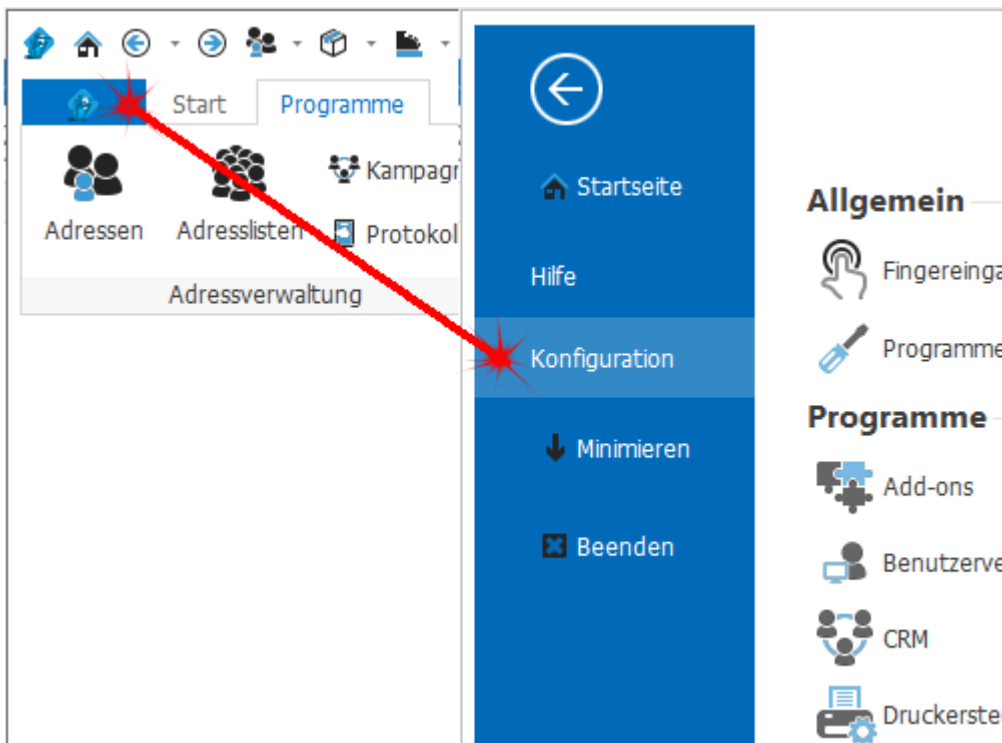 Start
Programme
Adressen
Adresslisten
Kampagn
Protokol
Adressverwaltung
Startseite
Hilfe
Konfiguration
Minimieren
Beenden
Allgemein
Fingereinga
Programme
Programme
Add-ons
Benutzerve
CRM
Druckerste